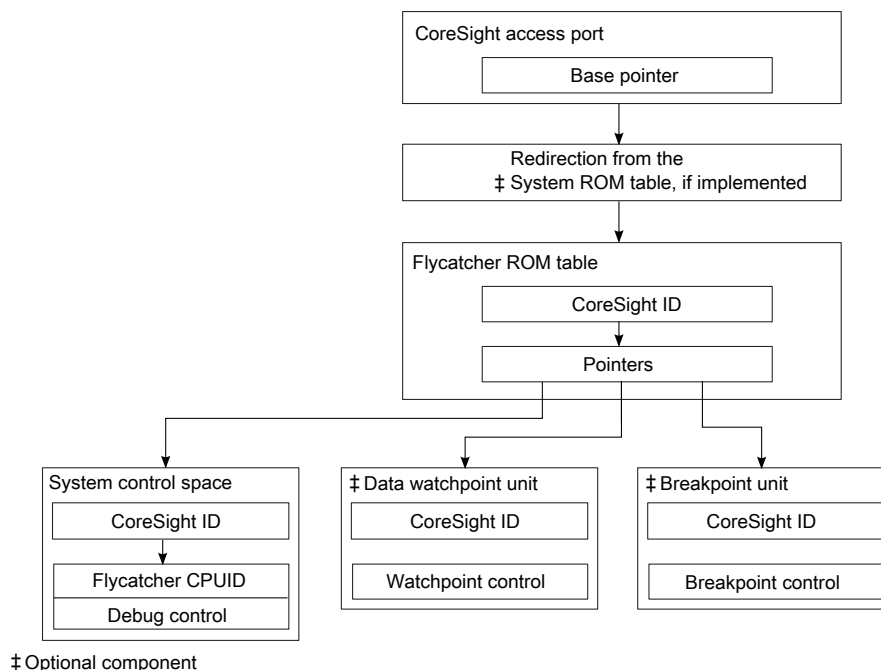 CoreSight access port
Base pointer
Redirection from the
‡ System ROM table, if implemented
Flycatcher ROM table
CoreSight ID
Pointers
System control space
CoreSight ID
Flycatcher CPUID
Debug control
‡ Data watchpoint unit
CoreSight ID
Watchpoint control
‡ Breakpoint unit
CoreSight ID
Breakpoint control
‡ Optional component